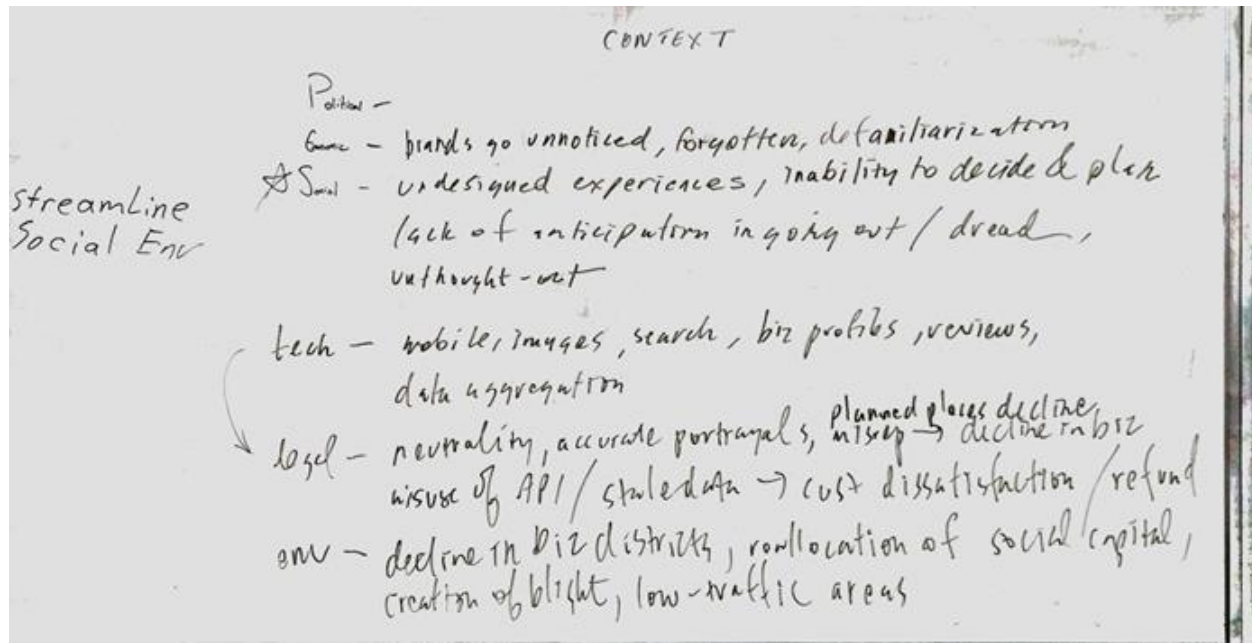 CONTEXT
Political –
– brands go unnoticed, forgotten, defamiliarization
☆ Social – undesigned experiences, inability to decide & plan
lack of anticipation in going out / dread,
unthought-out
streamline
Social Env
tech – mobile, images, search, biz profiles, reviews,
data aggregation
planned places decline,
legal – neutrality, accurate portrayals, misrep → decline in biz
misuse of API / stale data → cust dissatisfaction / refund
env – decline in biz districts, reallocation of social capital,
creation of blight, low-traffic areas